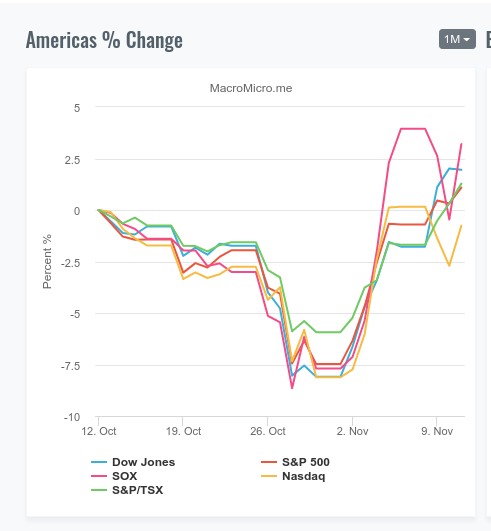 Americas % Change
1M
MacroMicro.me
5
2.5
0
-2.5
-5
-7.5
-10
Percent %
12. Oct 19. Oct 26. Oct 2. Nov 9. Nov
Dow Jones S&P 500
SOX Nasdaq
S&P/TSX